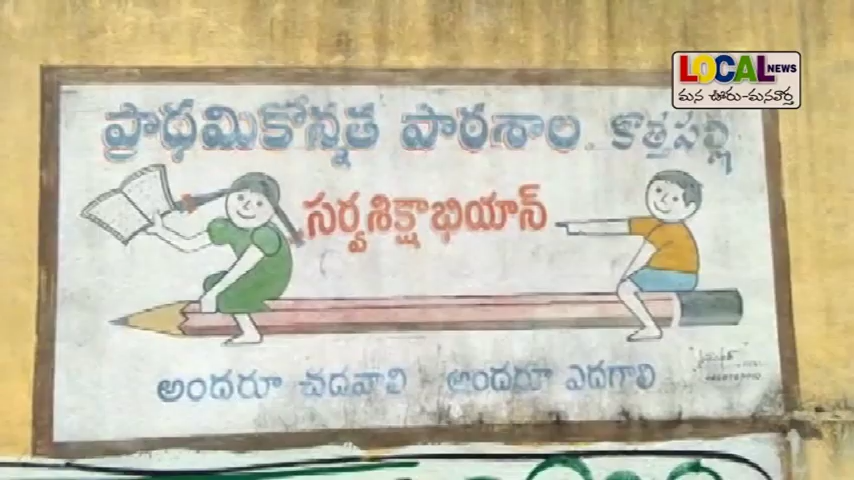 LOCAL NEWS
మన ఊరు-మనవార్త
ప్రాథమికోన్నత పాఠశాల. కొత్తపల్లి
సర్వశిక్షాభియాన్
అందరూ చదవాలి అందరూ ఎదగాలి